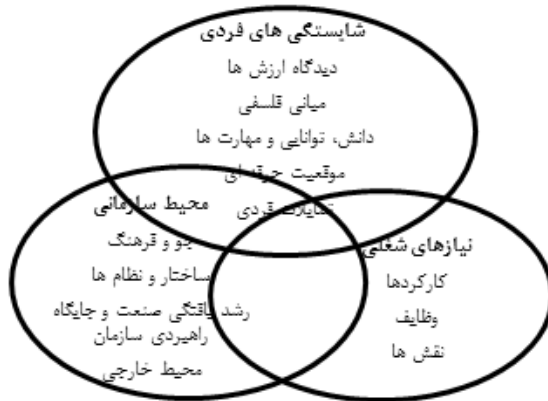 شایستگی های فردی
دیدگاه ارزش ها
مبانی فلسفی
دانش، توانایی و مهارت ها
موقعیت حرفه ای
تمایلات فردی
محیط سازمانی
جو و فرهنگ
ساختار و نظام ها
رشد یافتگی صنعت و جایگاه
راهبردی سازمان
محیط خارجی
نیازهای شغلی
کارکردها
وظایف
نقش ها